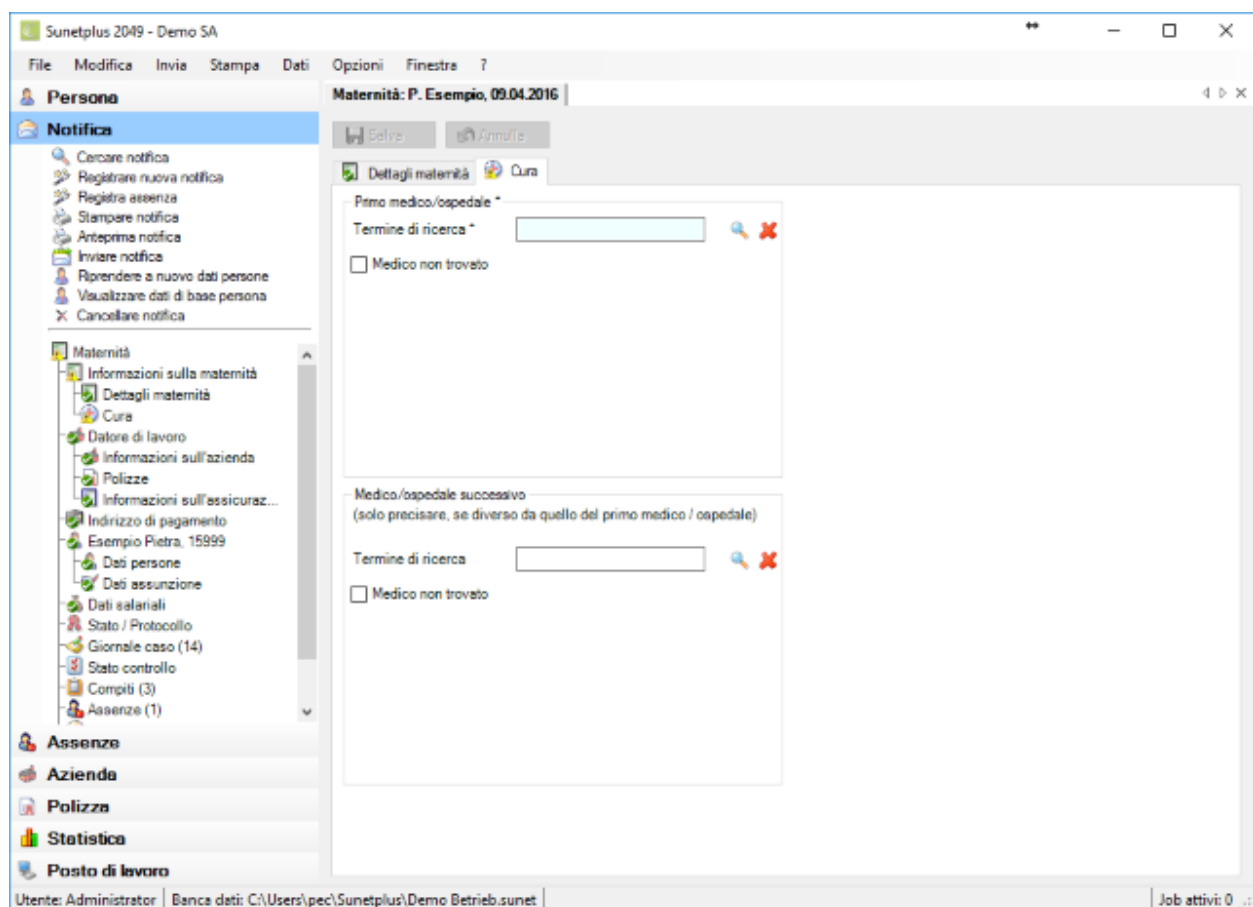 Sunetplus 2049 - Demo SA
File Modifica Invia Stampa Dati Opzioni Finestra ?
Persona
Notifica
Cercare notifica
Registrare nuova notifica
Registra assenza
Stampare notifica
Anteprima notifica
Inviare notifica
Riprendere a nuovo dati persone
Visualizzare dati di base persona
Cancellare notifica
Maternità
Informazioni sulla maternità
Dettagli maternità
Cura
Datore di lavoro
Informazioni sull'azienda
Polizze
Informazioni sull'assicuraz...
Indirizzo di pagamento
Esempio Pietra, 15999
Dati persone
Dati assunzione
Dati salariali
Stato / Protocollo
Giornale caso (14)
Stato controllo
Compiti (3)
Assenze (1)
Assenze
Azienda
Polizza
Statistica
Posto di lavoro
Maternità: P. Esempio, 09.04.2016
Salva Annulla
Dettagli maternità Cura
Primo medico/ospedale *
Termine di ricerca *
Medico non trovato
Medico/ospedale successivo
(solo precisare, se diverso da quello del primo medico / ospedale)
Termine di ricerca
Medico non trovato
Utente: Administrator Banca dati: C:\Users\pec\Sunetplus\Demo Betrieb.sunet Job attivi: 0